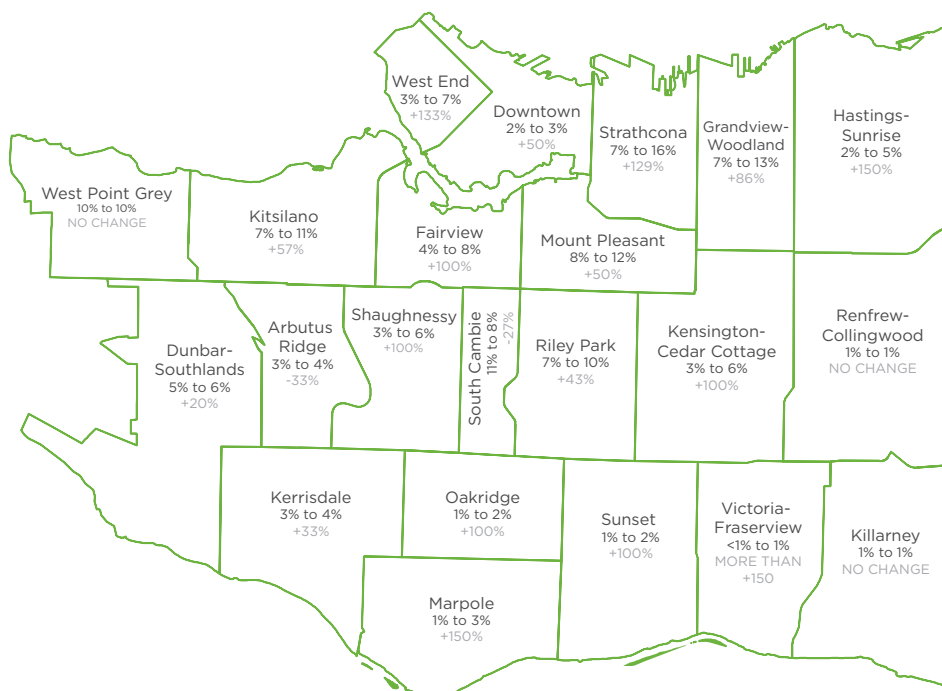 West End
3% to 7%
+133%
Downtown
2% to 3%
+50%
Strathcona
7% to 16%
+129%
Grandview-
Woodland
7% to 13%
+86%
Hastings-
Sunrise
2% to 5%
+150%
West Point Grey
10% to 10%
NO CHANGE
Kitsilano
7% to 11%
+57%
Fairview
4% to 8%
+100%
Mount Pleasant
8% to 12%
+50%
Dunbar-
Southlands
5% to 6%
+20%
Arbutus
Ridge
3% to 4%
-33%
Shaughnessy
3% to 6%
+100%
South Cambie
11% to 8%
-27%
Riley Park
7% to 10%
+43%
Kensington-
Cedar Cottage
3% to 6%
+100%
Renfrew-
Collingwood
1% to 1%
NO CHANGE
Kerrisdale
3% to 4%
+33%
Oakridge
1% to 2%
+100%
Sunset
1% to 2%
+100%
Victoria-
Fraserview
<1% to 1%
MORE THAN
+150
Killarney
1% to 1%
NO CHANGE
Marpole
1% to 3%
+150%